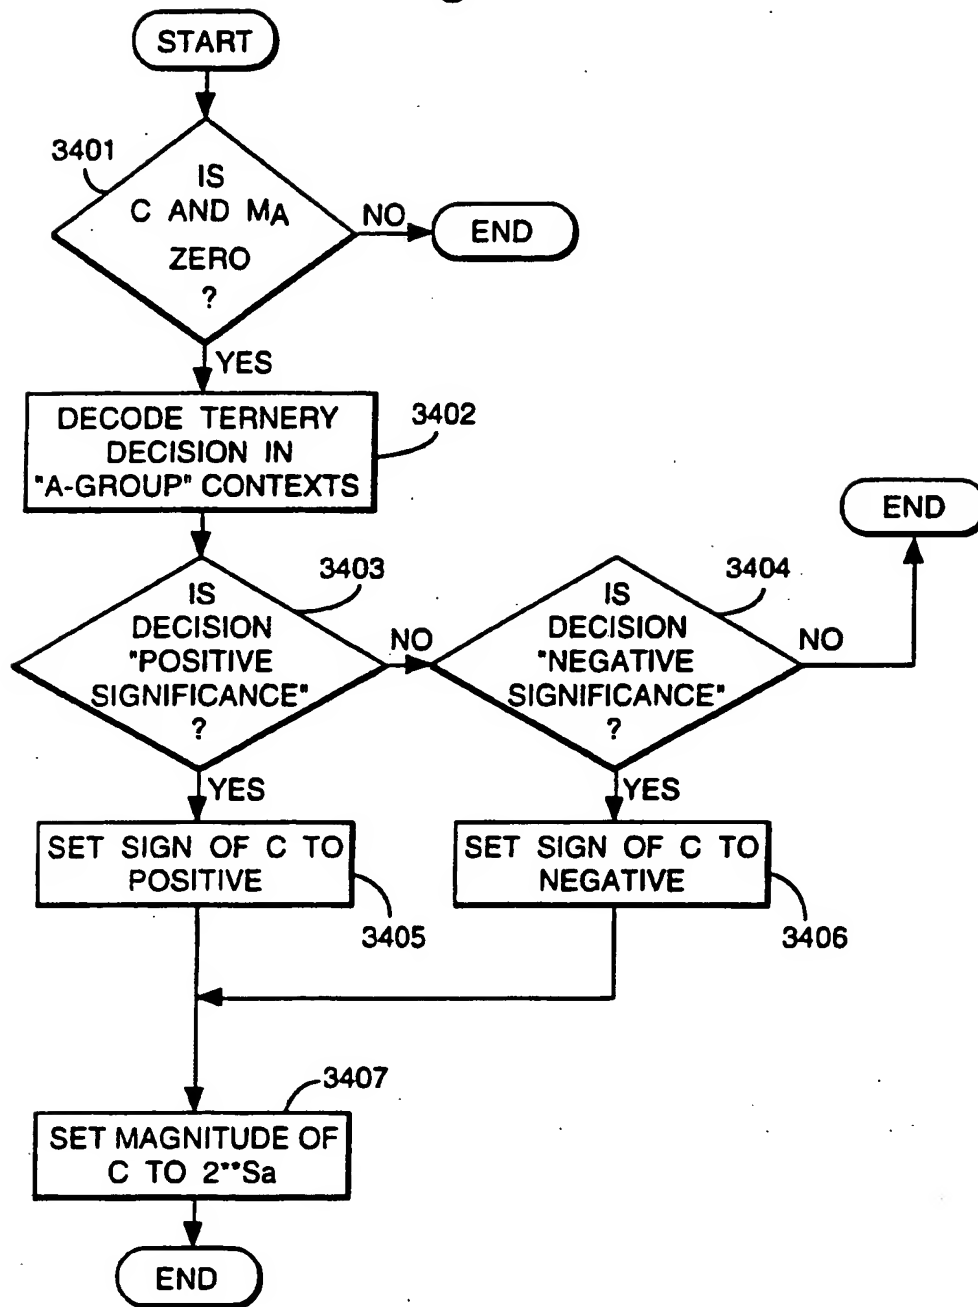 START
3401
IS
C AND MA
ZERO
?
NO
END
YES
DECODE TERNERY
DECISION IN
"A-GROUP" CONTEXTS
3402
END
3403
IS
DECISION
"POSITIVE
SIGNIFICANCE"
?
NO
3404
IS
DECISION
"NEGATIVE
SIGNIFICANCE"
?
NO
YES
YES
SET SIGN OF C TO
POSITIVE
3405
SET SIGN OF C TO
NEGATIVE
3406
3407
SET MAGNITUDE OF
C TO 2**Sa
END